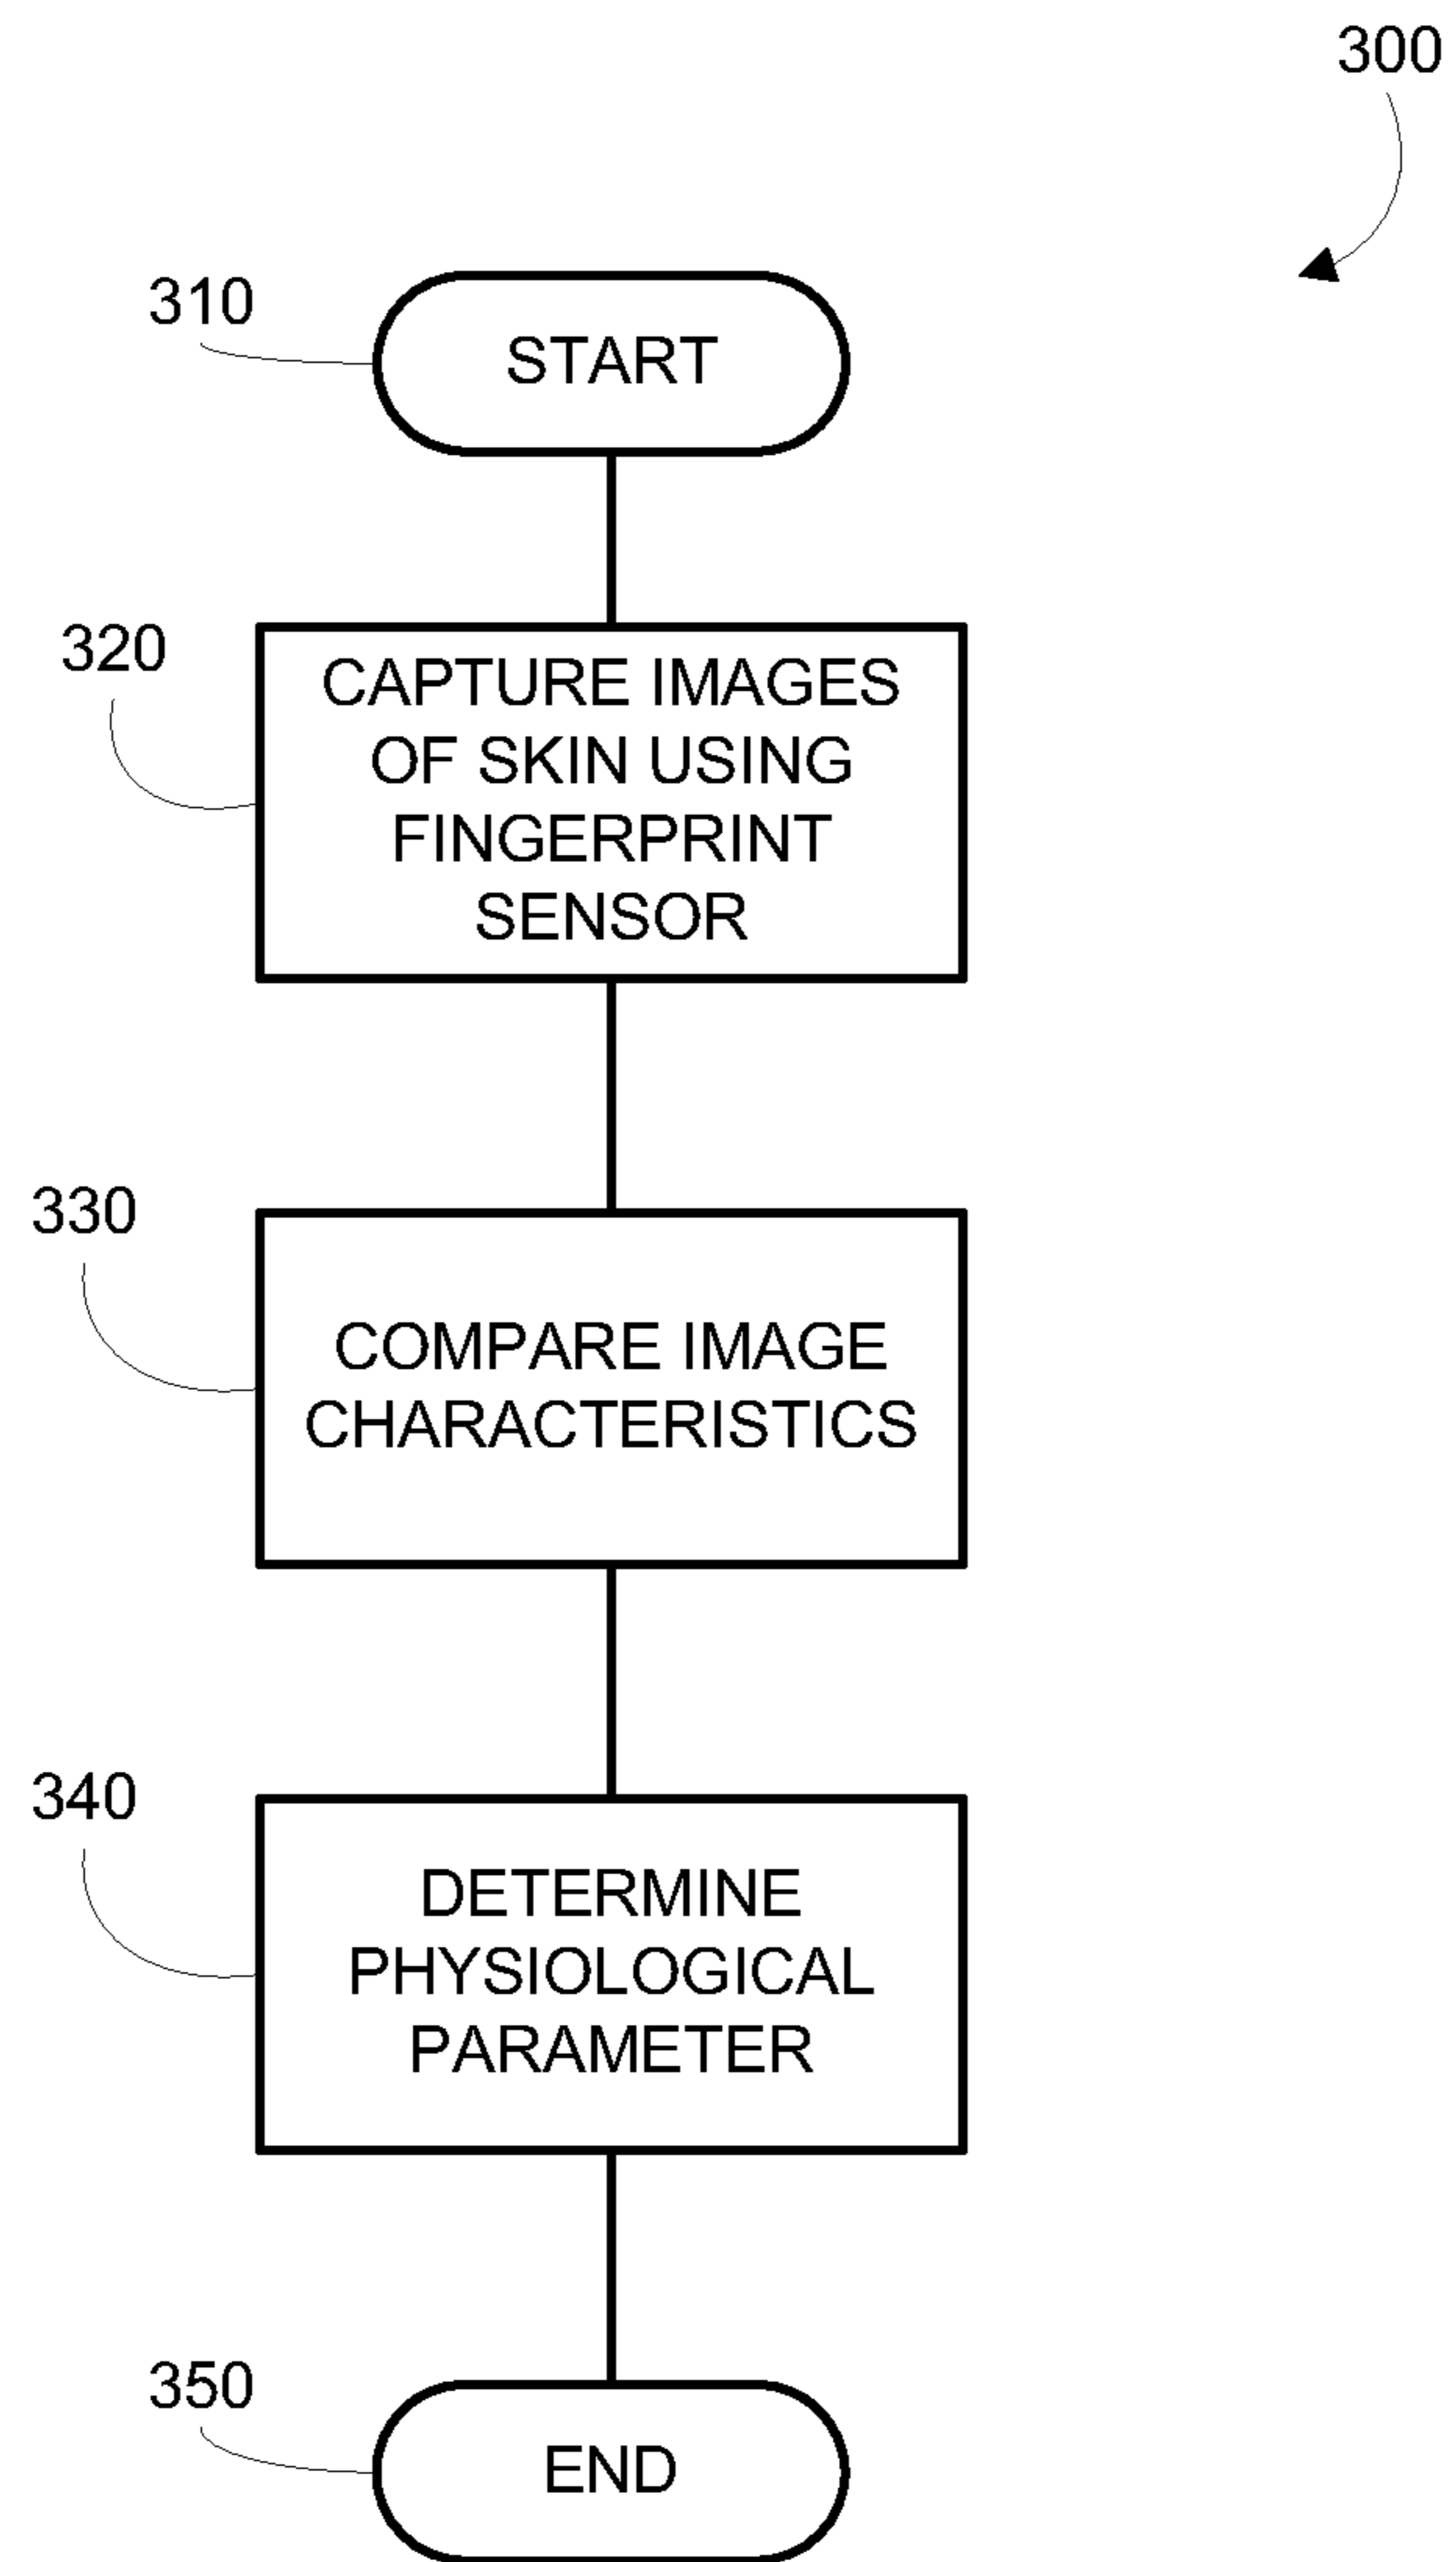 300
310
START
320
CAPTURE IMAGES
OF SKIN USING
FINGERPRINT
SENSOR
330
COMPARE IMAGE
CHARACTERISTICS
340
DETERMINE
PHYSIOLOGICAL
PARAMETER
350
END